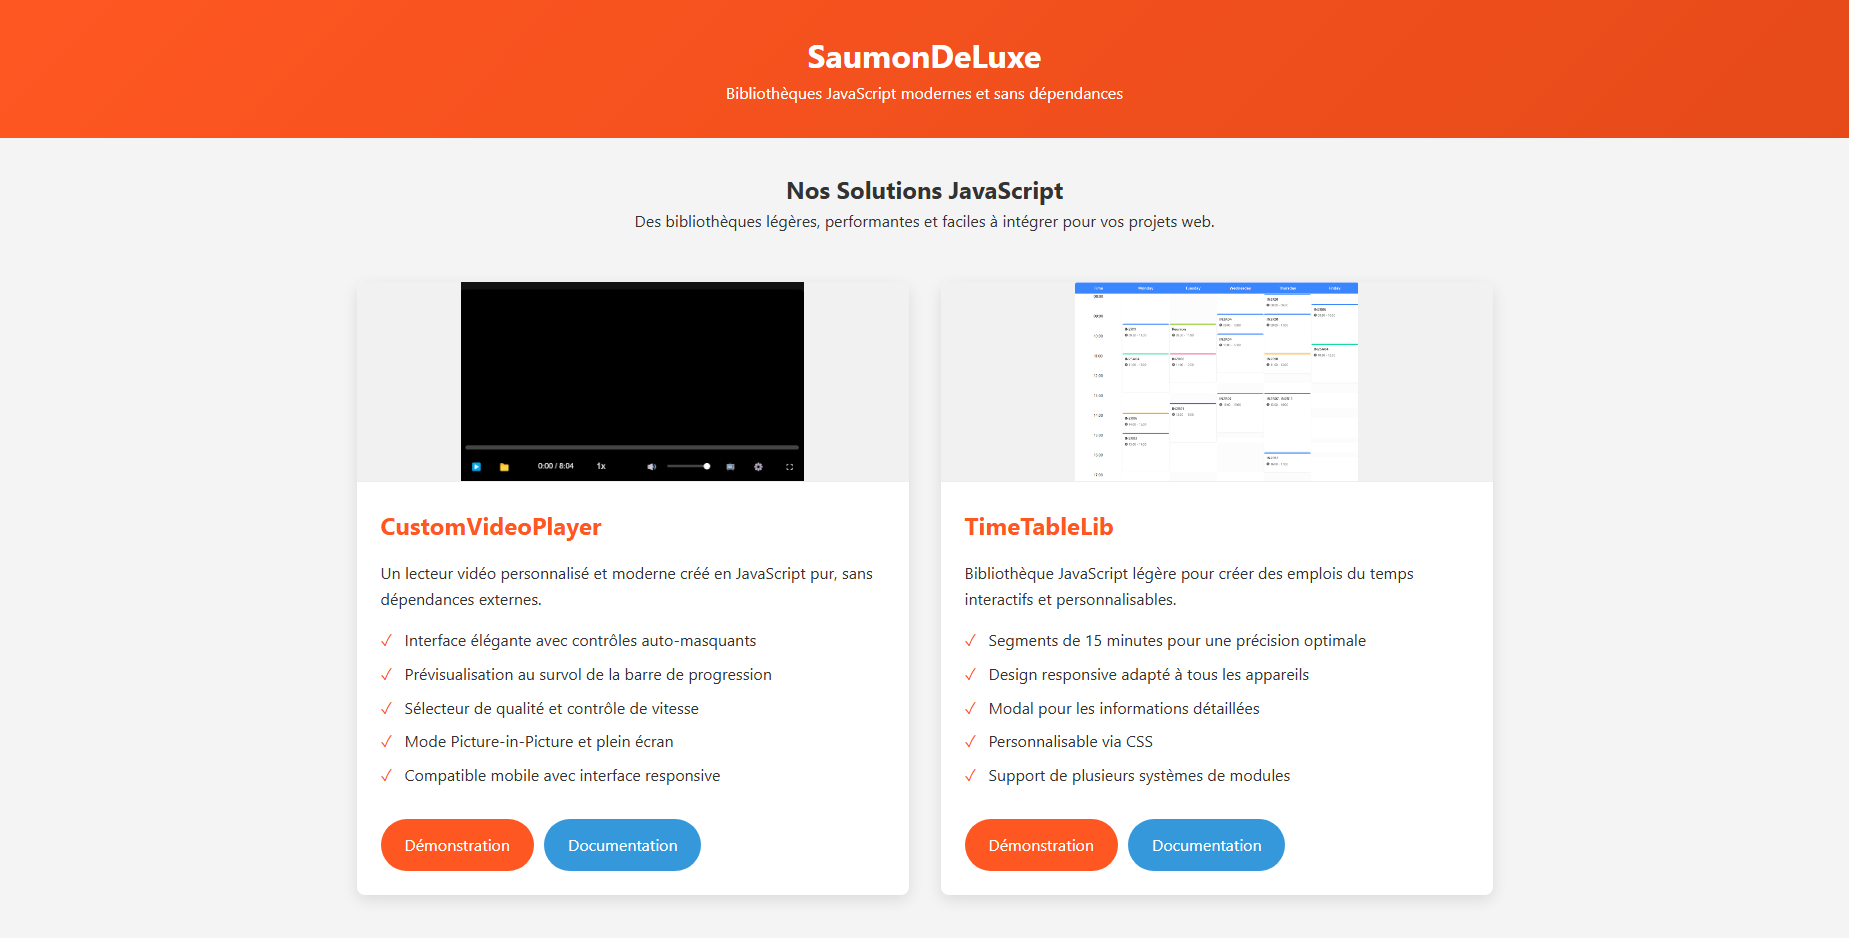 SaumonDeLuxe
Bibliothèques JavaScript modernes et sans dépendances
Nos Solutions JavaScript
Des bibliothèques légères, performantes et faciles à intégrer pour vos projets web.
0:00 / 8:04 1x
Time Monday Tuesday Wednesday Thursday Friday
CustomVideoPlayer
Un lecteur vidéo personnalisé et moderne créé en JavaScript pur, sans
dépendances externes.
✓ Interface élégante avec contrôles auto-masquants
✓ Prévisualisation au survol de la barre de progression
✓ Sélecteur de qualité et contrôle de vitesse
✓ Mode Picture-in-Picture et plein écran
✓ Compatible mobile avec interface responsive
Démonstration Documentation
TimeTableLib
Bibliothèque JavaScript légère pour créer des emplois du temps
interactifs et personnalisables.
✓ Segments de 15 minutes pour une précision optimale
✓ Design responsive adapté à tous les appareils
✓ Modal pour les informations détaillées
✓ Personnalisable via CSS
✓ Support de plusieurs systèmes de modules
Démonstration Documentation